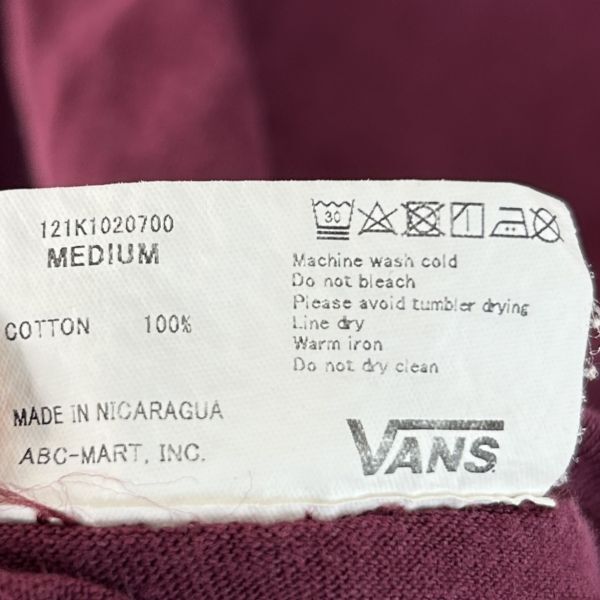 121K1020700
MEDIUM
COTTON 100%
MADE IN NICARAGUA
ABC-MART, INC.
30
Machine wash cold
Do not bleach
Please avoid tumbler drying
Line dry
Warm iron
Do not dry clean
VANS